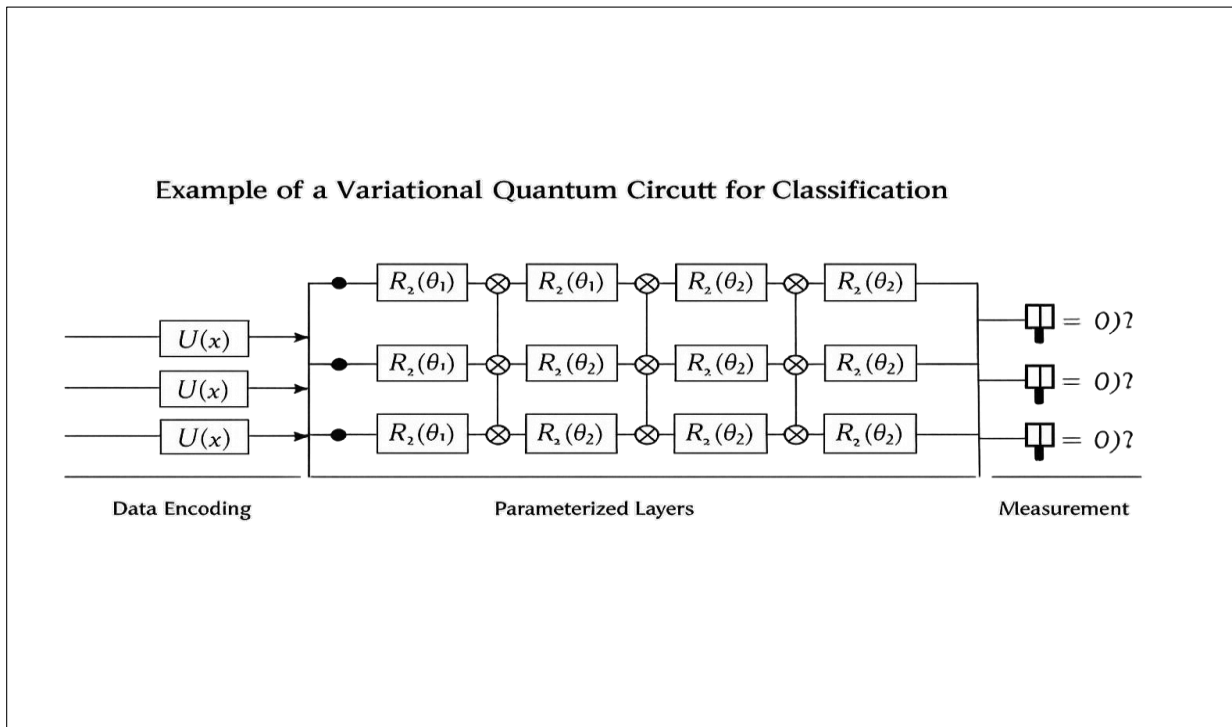 Example of a Variational Quantum Circutt for Classification
R₂(θ₁) R₂(θ₁) R₂(θ₂) R₂(θ₂)
U(x) = 0)?
R₂(θ₁) R₂(θ₂) R₂(θ₂) R₂(θ₂)
U(x) = 0)?
R₂(θ₁) R₂(θ₂) R₂(θ₂) R₂(θ₂)
U(x) = 0)?
Data Encoding Parameterized Layers Measurement